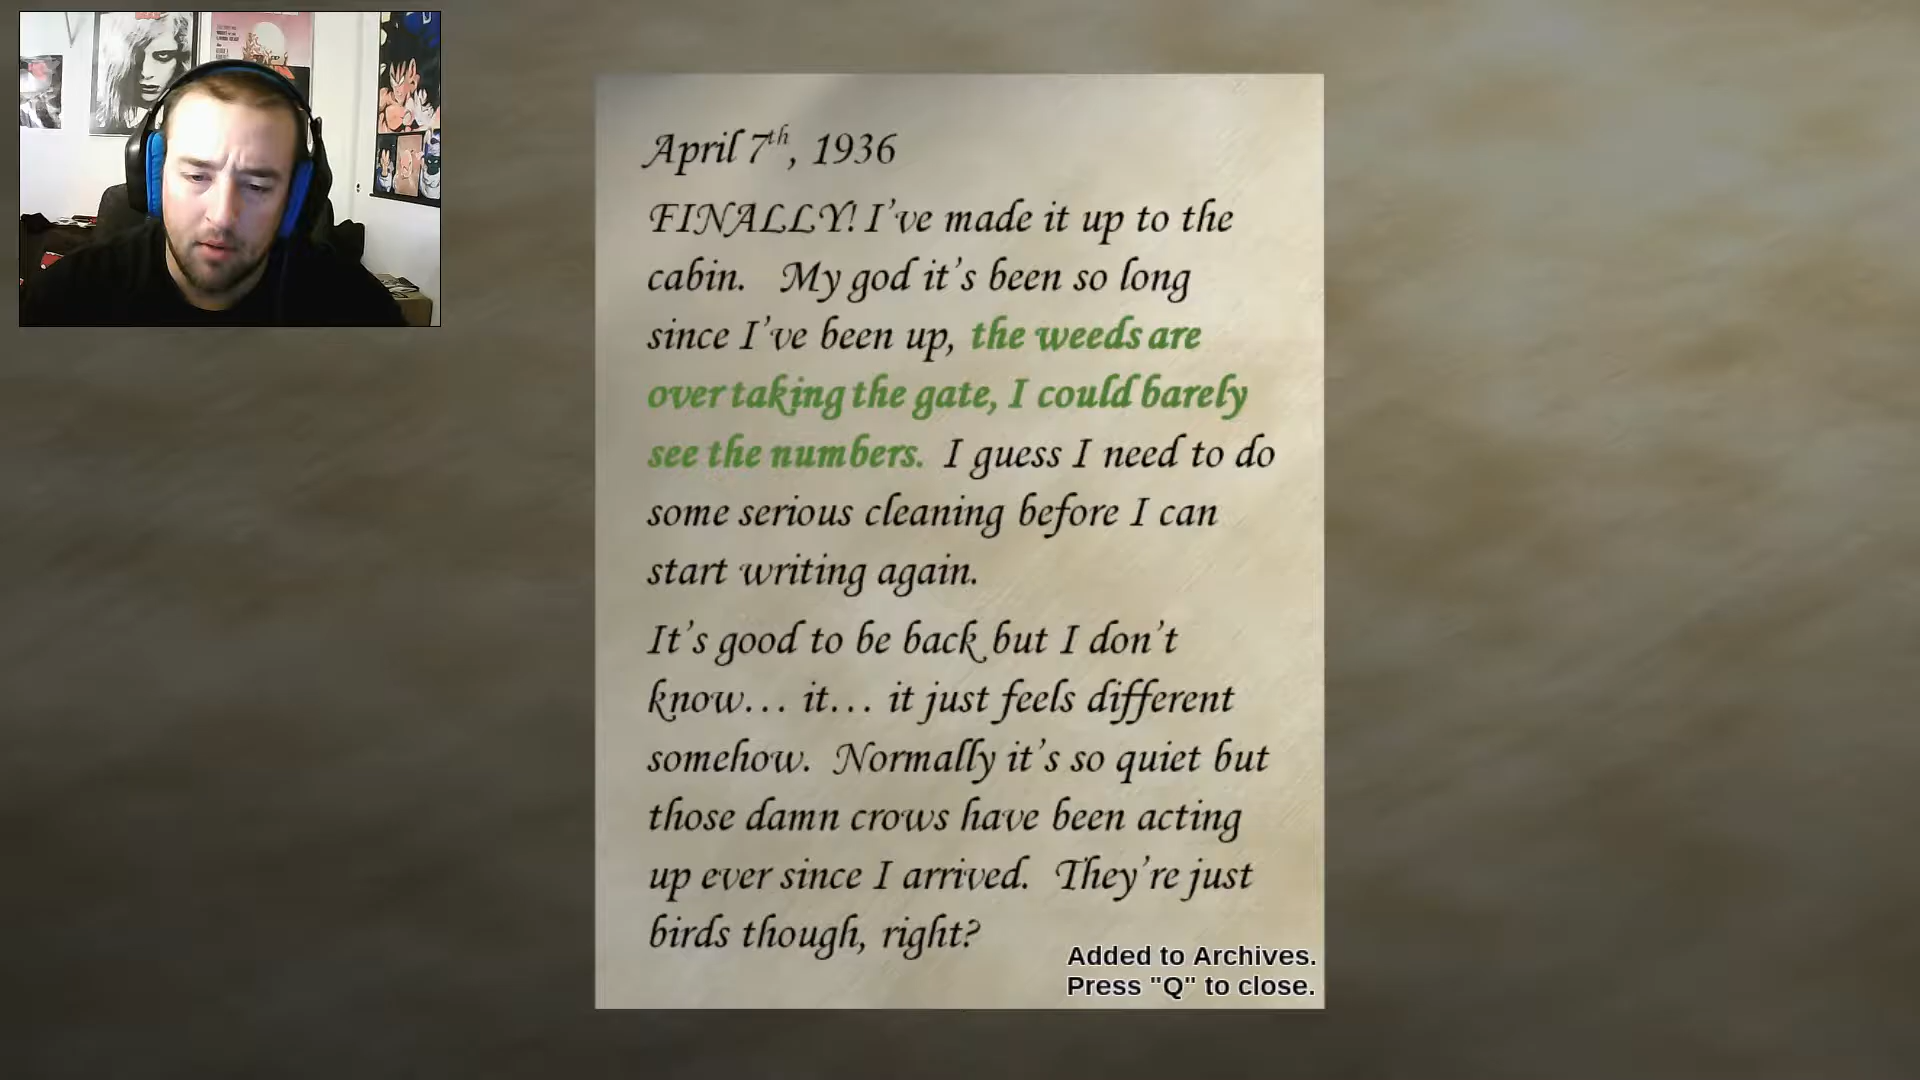 April 7th, 1936
FINALLY! I've made it up to the
cabin. My god it's been so long
since I've been up, the weeds are
overtaking the gate, I could barely
see the numbers. I guess I need to do
some serious cleaning before I can
start writing again.
It's good to be back but I don't
know... it... it just feels different
somehow. Normally it's so quiet but
those damn crows have been acting
up ever since I arrived. They're just
birds though, right?
Added to Archives.
Press "Q" to close.